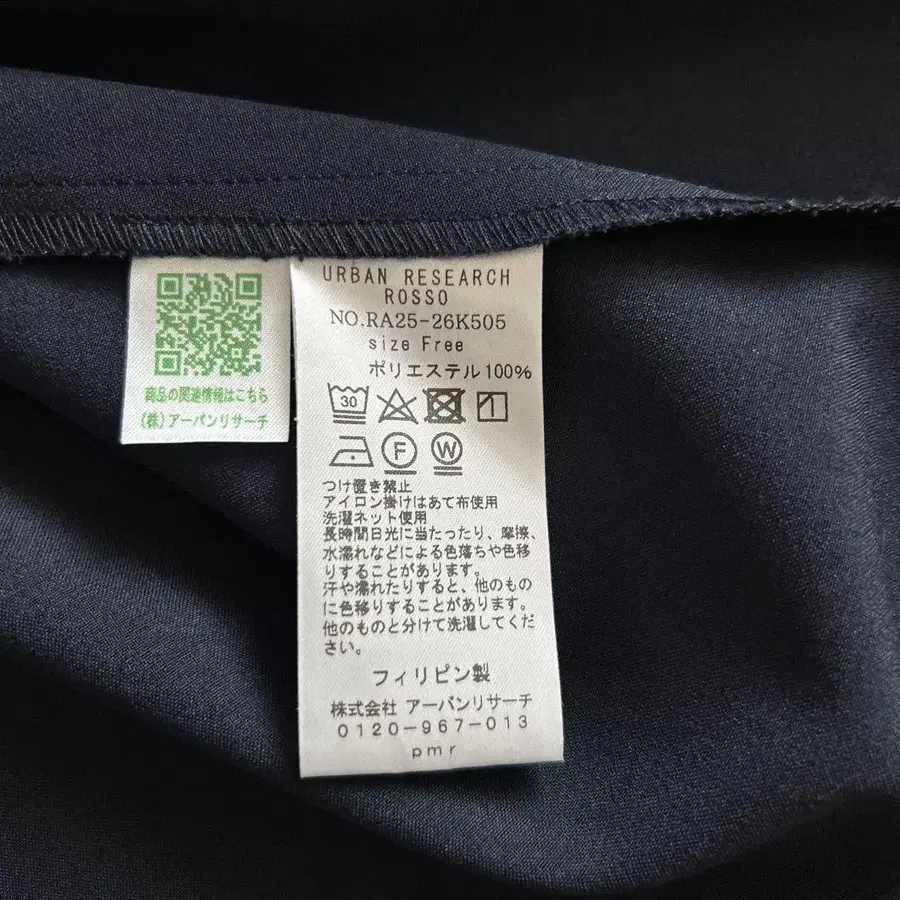 商品の関連情報はこちら
(株)アーバンリサーチ
URBAN RESEARCH
ROSSO
NO.RA25-26K505
size Free
ポリエステル100%
30
F
W
つけ置き禁止
アイロン掛けはあて布使用
洗濯ネット使用
長時間日光に当たったり、摩擦、
水濡れなどによる色落ちや色移
りすることがあります。
汗や濡れたりすると、他のもの
に色移りすることがあります。
他のものと分けて洗濯してくだ
さい。
フィリピン製
株式会社 アーバンリサーチ
0120-967-013
pmr